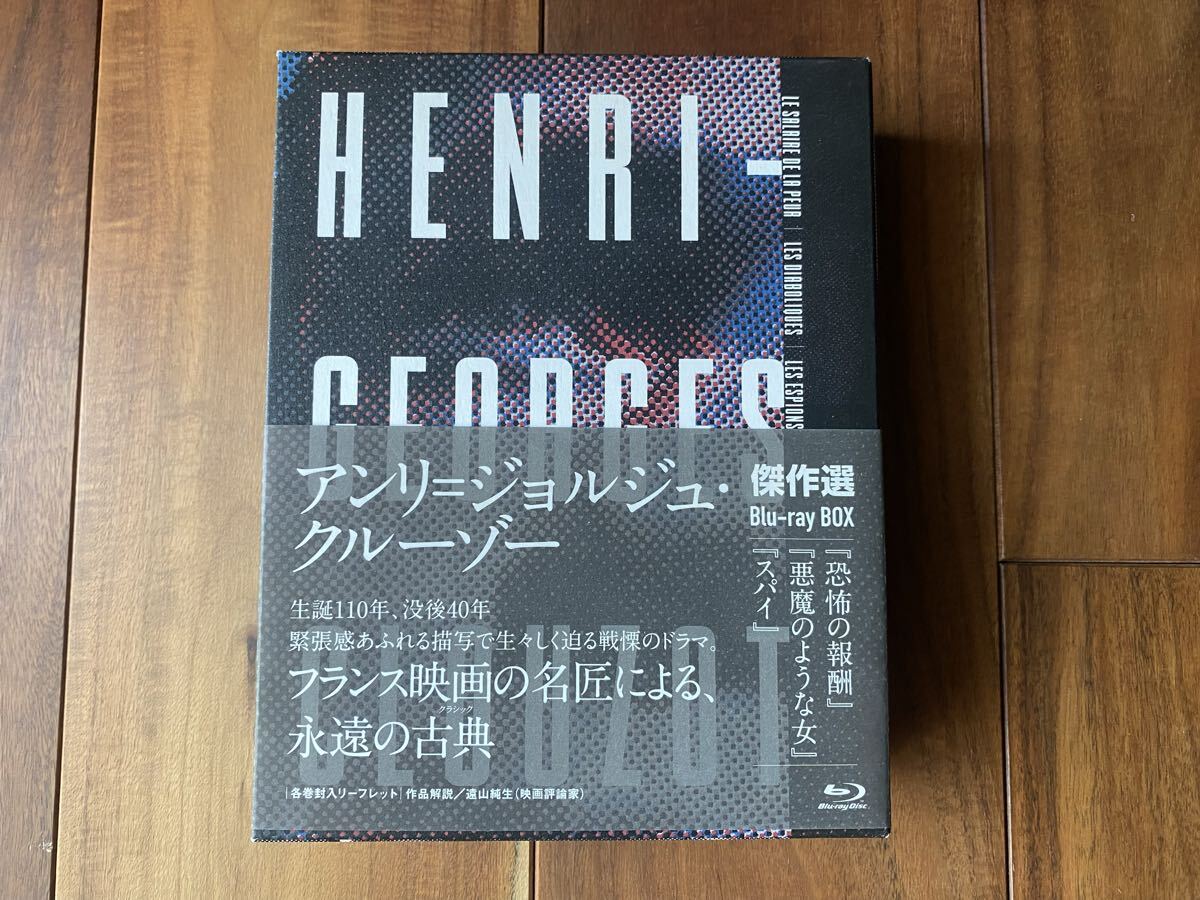 HENRI-
GEORGES
CLOUZOT
LE SALAIRE DE LA PEUR | LES DIABOLIQUES | LES ESPIONS
アンリ=ジョルジュ・
クルーゾー
傑作選
Blu-ray BOX
『恐怖の報酬』
『悪魔のような女』
『スパイ』
生誕110年、没後40年
緊張感あふれる描写で生々しく迫る戦慄のドラマ。
フランス映画の名匠による、
クラシック
永遠の古典
|各巻封入リーフレット| 作品解説/遠山純生(映画評論家)
Blu-ray Disc